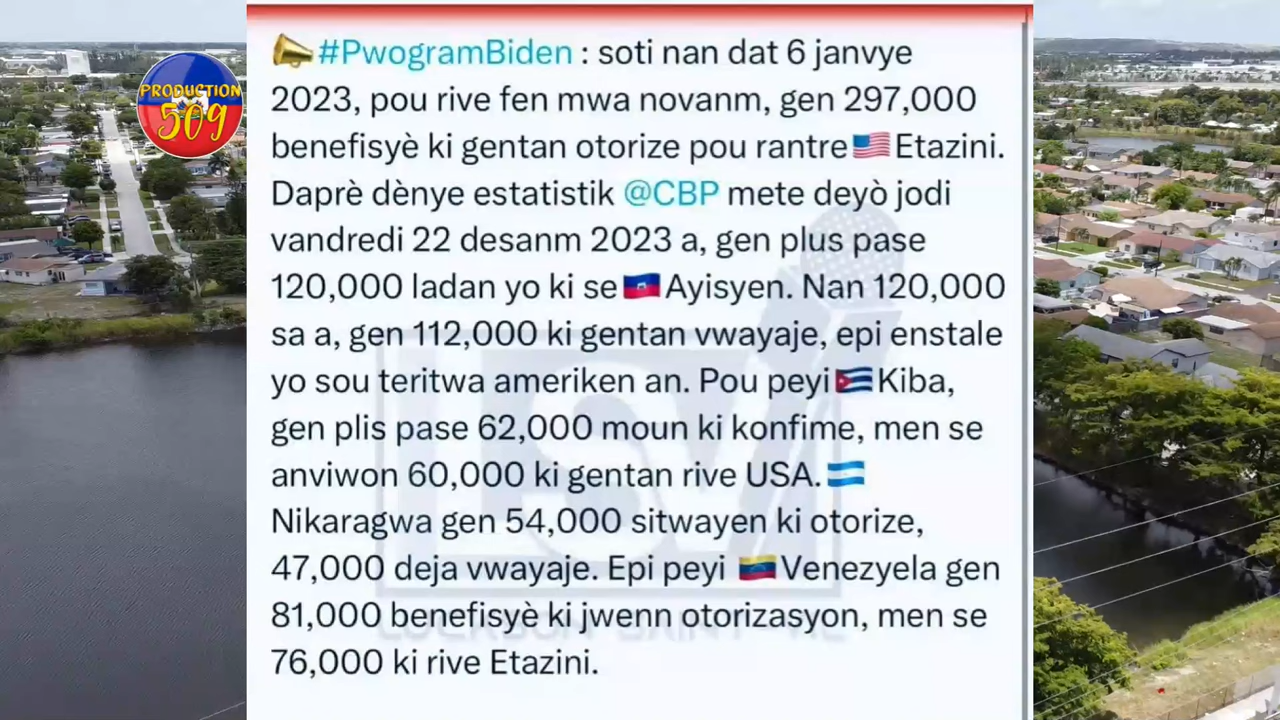 PRODUCTION
509
📣#PwogramBiden : soti nan dat 6 janvye
2023, pou rive fen mwa novanm, gen 297,000
benefisyè ki gentan otorize pou rantre🇺🇸Etazini.
Daprè dènye estatistik @CBP mete deyò jodi
vandredi 22 desanm 2023 a, gen plus pase
120,000 ladan yo ki se🇭🇹Ayisyen. Nan 120,000
sa a, gen 112,000 ki gentan vwayaje, epi enstale
yo sou teritwa ameriken an. Pou peyi🇨🇺Kiba,
gen plis pase 62,000 moun ki konfime, men se
anviwon 60,000 ki gentan rive USA.🇳🇮
Nikaragwa gen 54,000 sitwayen ki otorize,
47,000 deja vwayaje. Epi peyi 🇻🇪Venezyela gen
81,000 benefisyè ki jwenn otorizasyon, men se
76,000 ki rive Etazini.
LSV